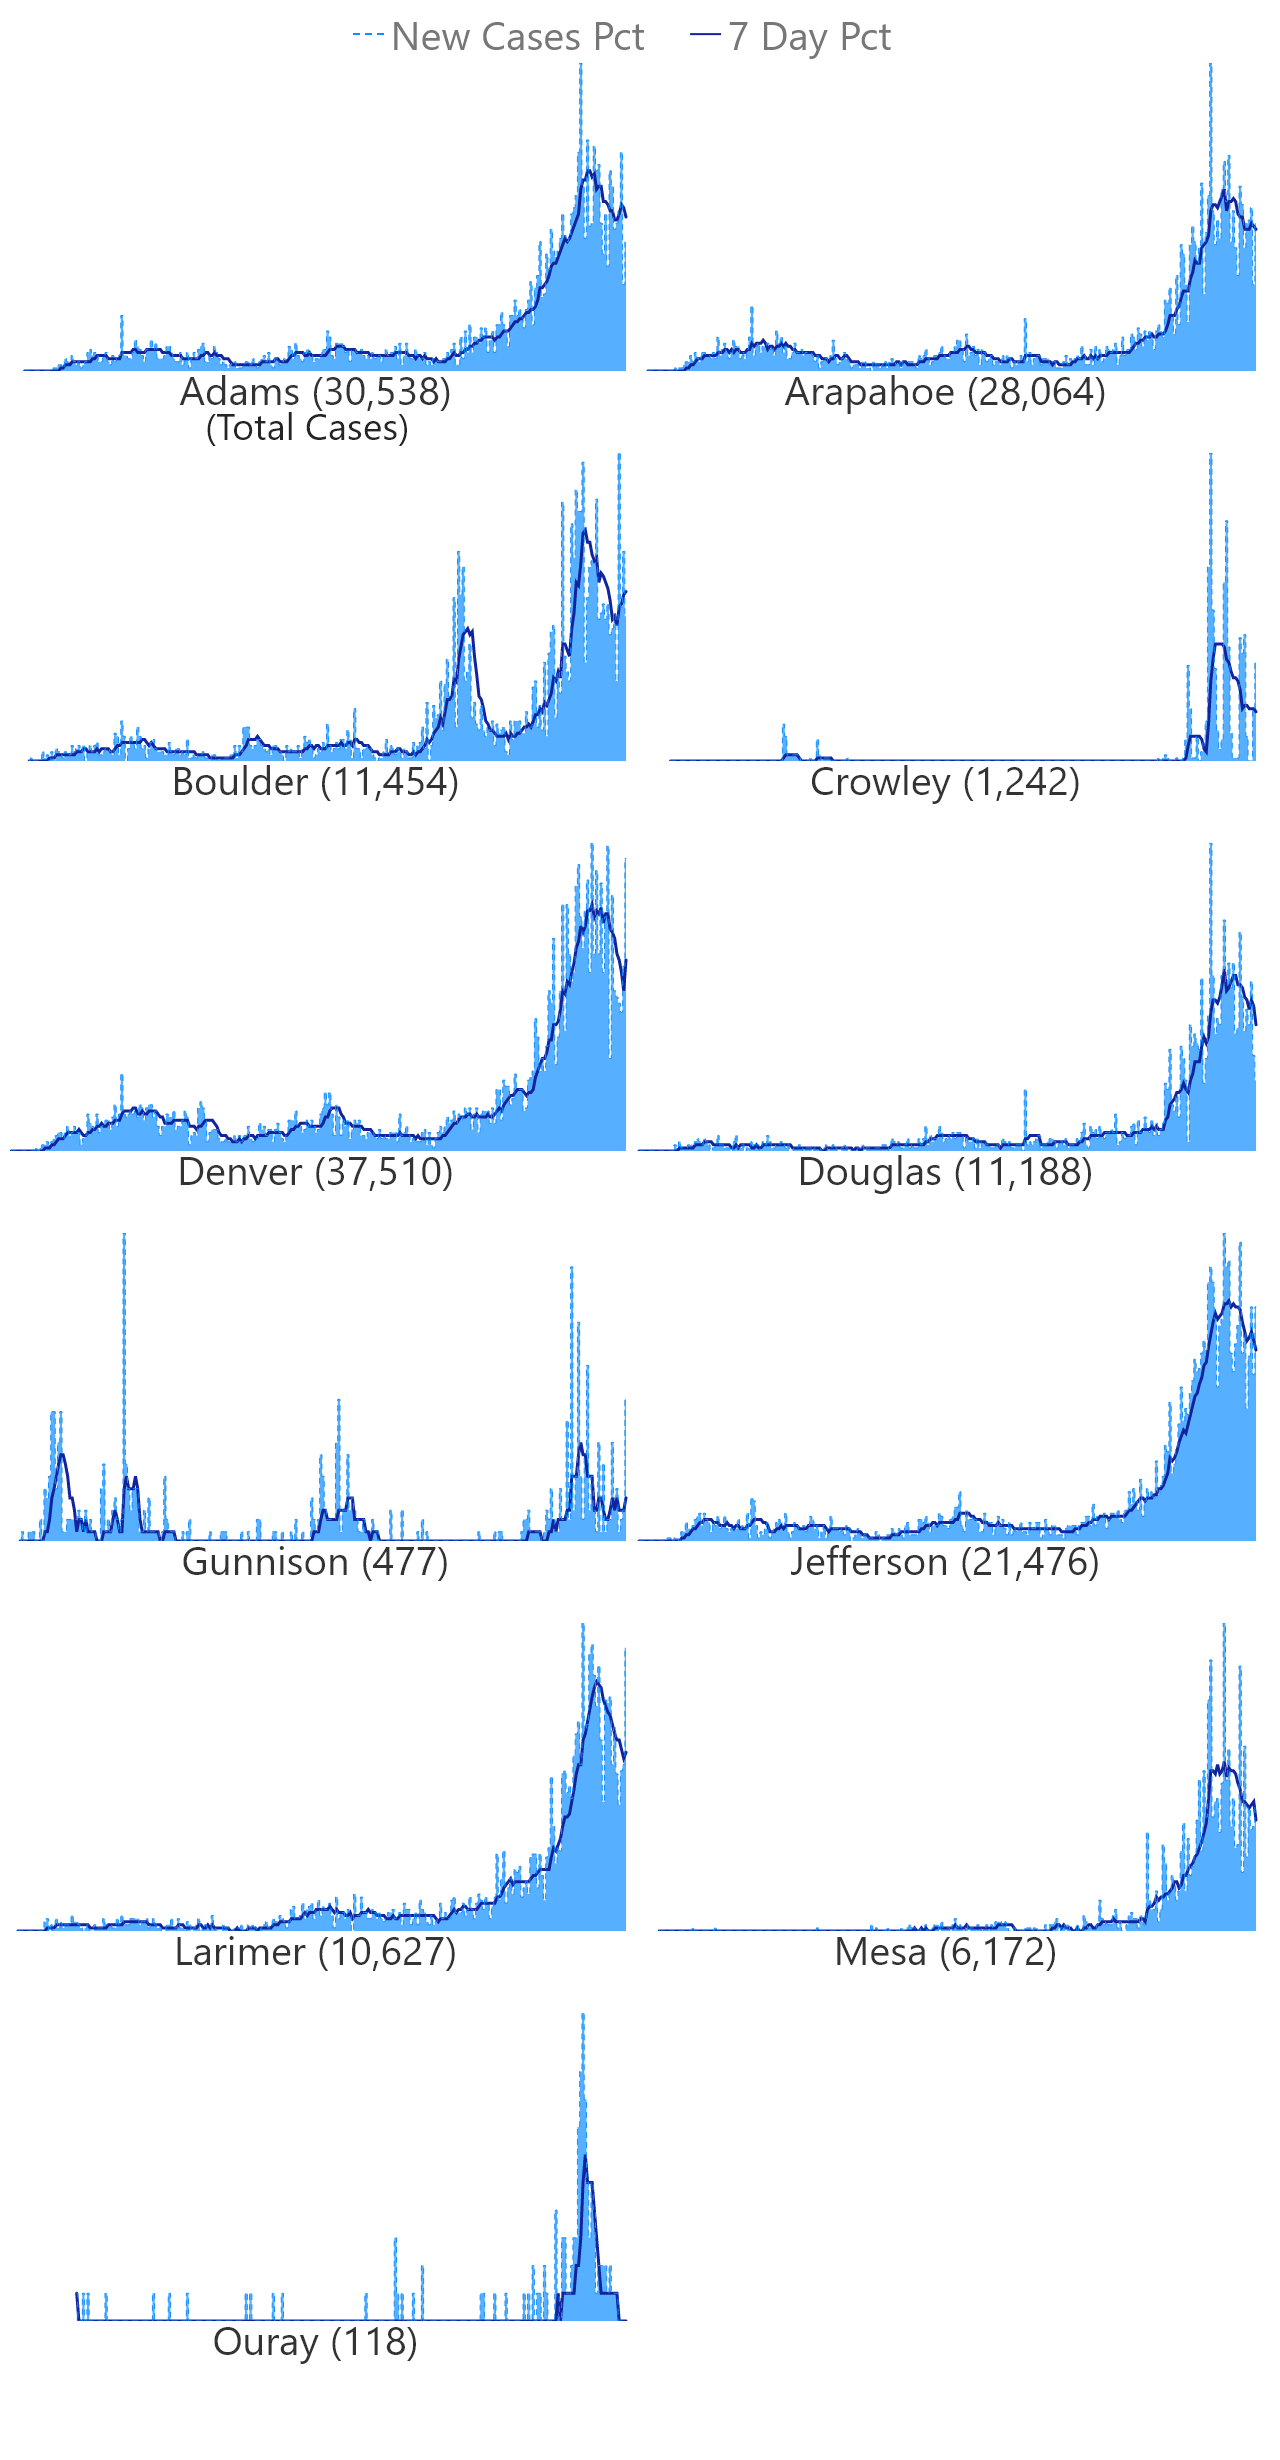 New Cases Pct 7 Day Pct
Adams (30,538) Arapahoe (28,064)
(Total Cases)
Boulder (11,454) Crowley (1,242)
Denver (37,510) Douglas (11,188)
Gunnison (477) Jefferson (21,476)
Larimer (10,627) Mesa (6,172)
Ouray (118)